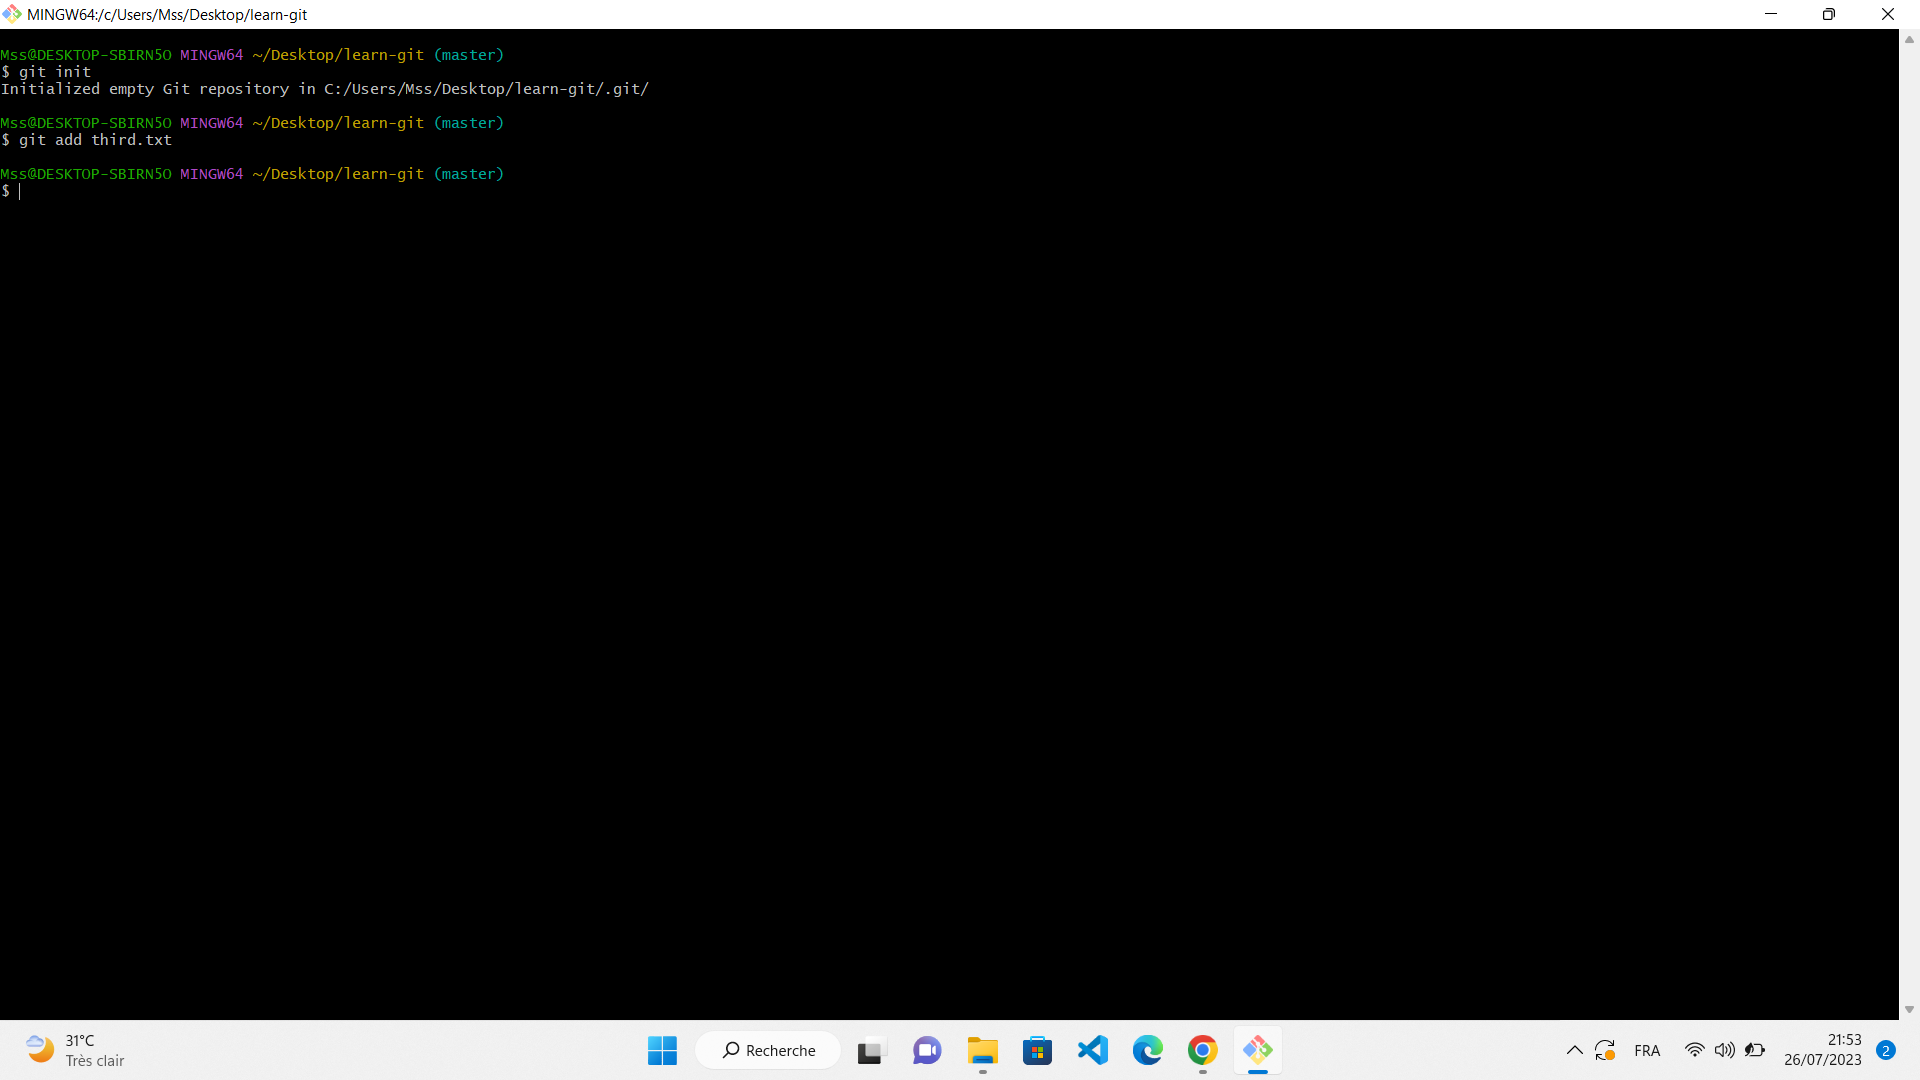 MINGW64:/c/Users/Mss/Desktop/learn-git
Mss@DESKTOP-SBIRN5O MINGW64 ~/Desktop/learn-git (master)
$ git init
Initialized empty Git repository in C:/Users/Mss/Desktop/learn-git/.git/
Mss@DESKTOP-SBIRN5O MINGW64 ~/Desktop/learn-git (master)
$ git add third.txt
Mss@DESKTOP-SBIRN5O MINGW64 ~/Desktop/learn-git (master)
$
31°C
Très clair
Recherche
FRA
21:53
26/07/2023
2